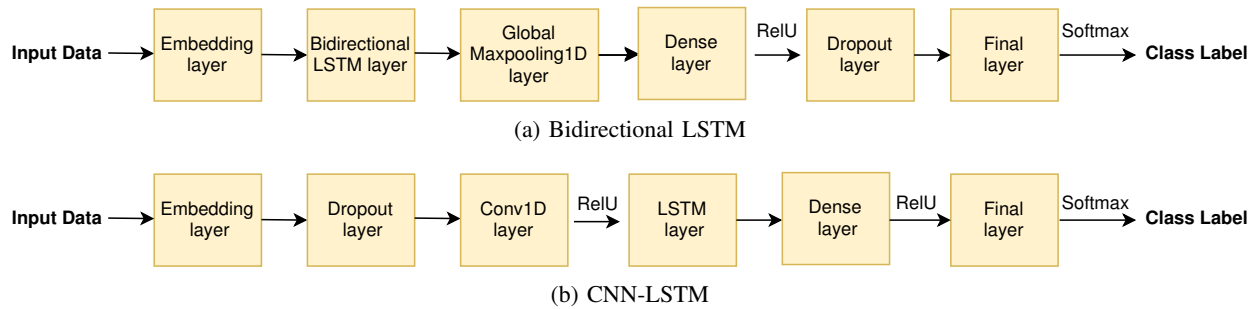 Input Data
Embedding
layer
Bidirectional
LSTM layer
Global
Maxpooling1D
layer
Dense
layer
RelU
Dropout
layer
Final
layer
Softmax
Class Label
(a) Bidirectional LSTM
Input Data
Embedding
layer
Dropout
layer
Conv1D
layer
RelU
LSTM
layer
Dense
layer
RelU
Final
layer
Softmax
Class Label
(b) CNN-LSTM